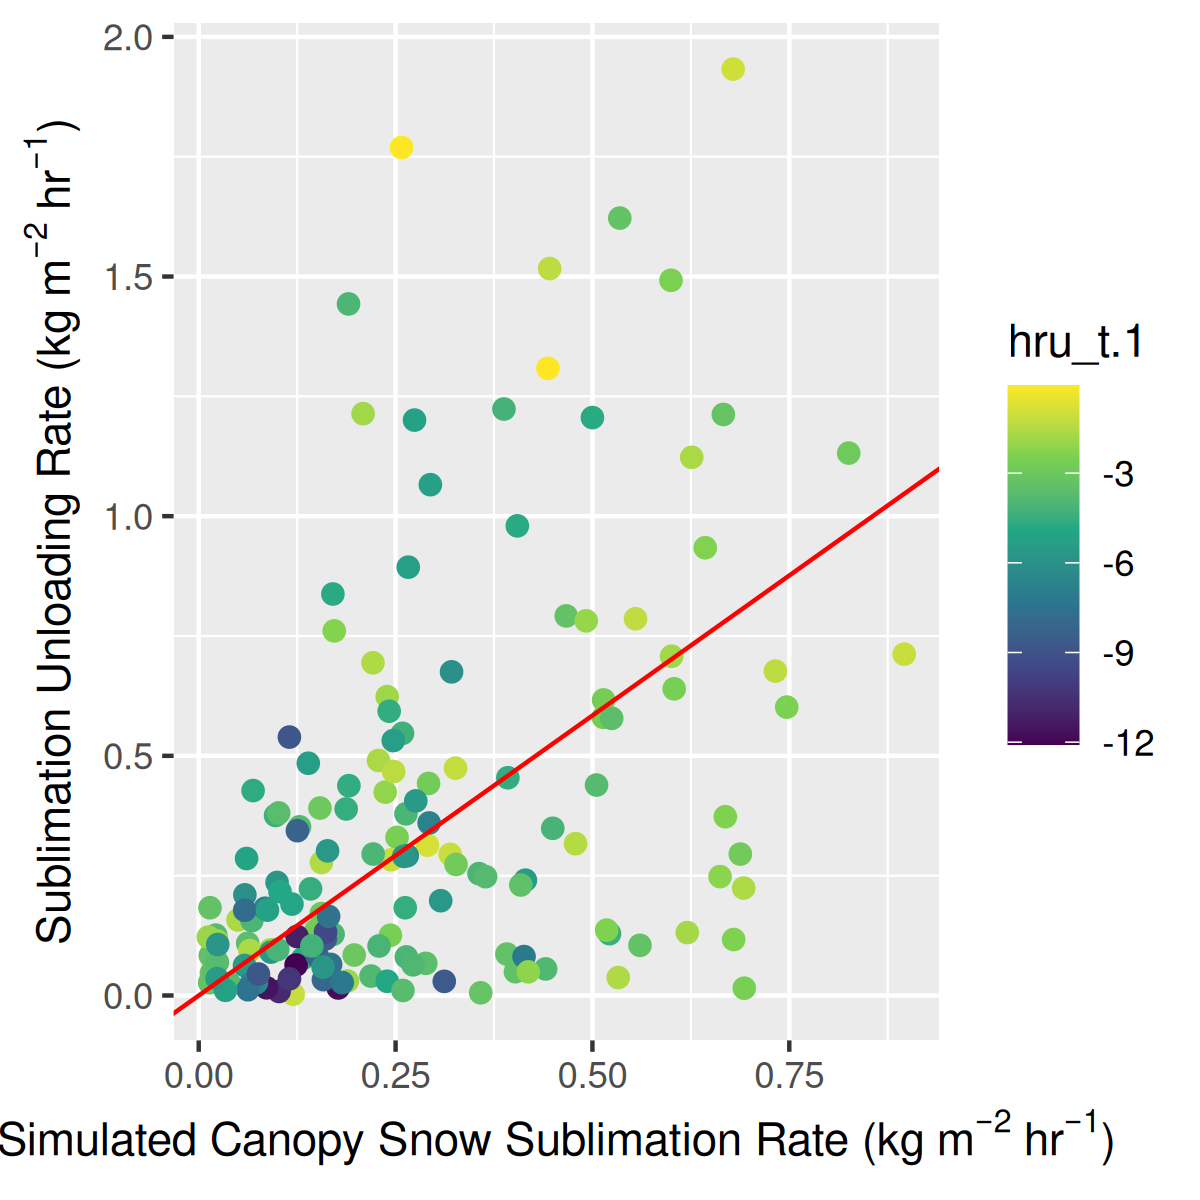 2.0
1.5
1.0
0.5
0.0
0.00 0.25 0.50 0.75
Simulated Canopy Snow Sublimation Rate (kg m⁻² hr⁻¹)
Sublimation Unloading Rate (kg m⁻² hr⁻¹)
hru_t.1
-3
-6
-9
-12